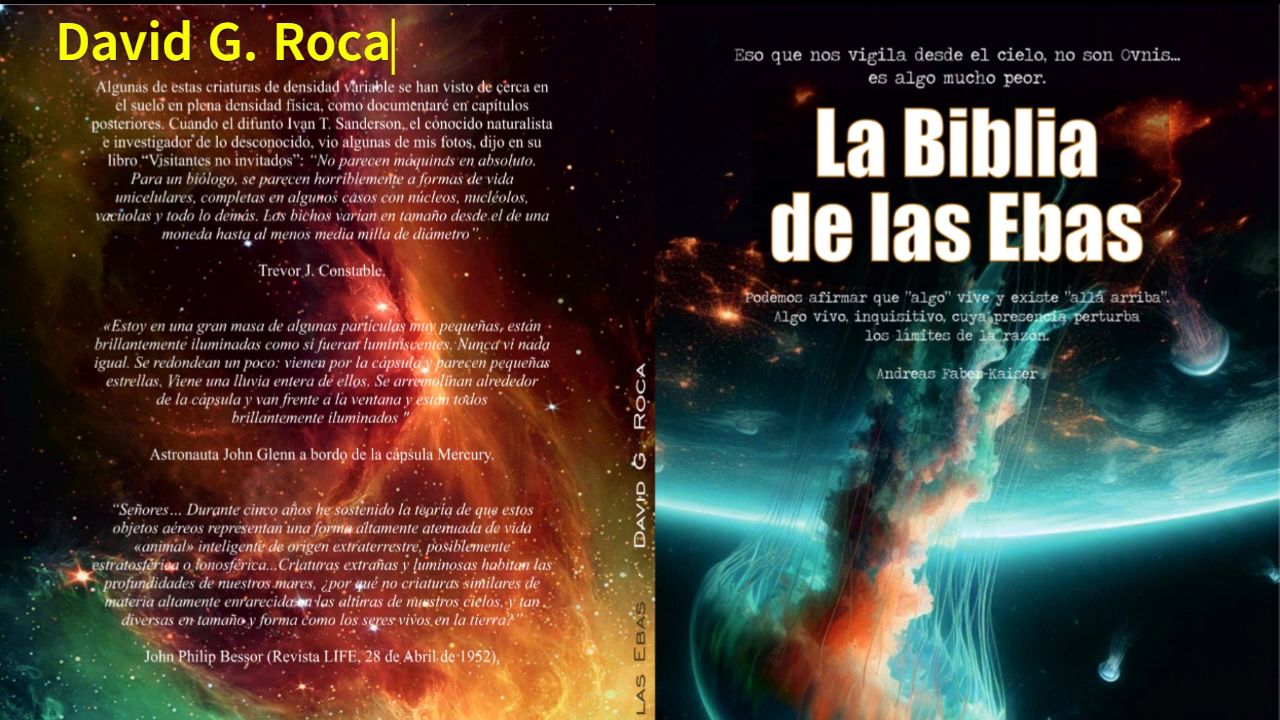 David G. Roca
Algunas de estas criaturas de densidad variable se han visto de cerca en
el suelo en plena densidad física, como documentaré en capítulos
posteriores. Cuando el difunto Ivan T. Sanderson, el conocido naturalista
e investigador de lo desconocido, vio algunas de mis fotos, dijo en su
libro "Visitantes no invitados": "No parecen máquinas en absoluto.
Para un biólogo, se parecen horriblemente a formas de vida
unicelulares, completas en algunos casos con núcleos, nucléolos,
vacuolas y todo lo demás. Los bichos varían en tamaño desde el de una
moneda hasta al menos media milla de diámetro".
Trevor J. Constable.
«Estoy en una gran masa de algunas partículas muy pequeñas, están
brillantemente iluminadas como si fueran luminiscentes. Nunca vi nada
igual. Se redondean un poco: vienen por la cápsula y parecen pequeñas
estrellas. Viene una lluvia entera de ellos. Se arremolinan alrededor
de la cápsula y van frente a la ventana y están todos
brillantemente iluminados "
Astronauta John Glenn a bordo de la cápsula Mercury.
"Señores… Durante cinco años he sostenido la teoría de que estos
objetos aéreos representan una forma altamente atenuada de vida
«animal» inteligente de origen extraterrestre, posiblemente
estratosférica o ionosférica...Criaturas extrañas y luminosas habitan las
profundidades de nuestros mares, ¿por qué no criaturas similares de
materia altamente enrarecida en las alturas de nuestros cielos, y tan
diversas en tamaño y forma como los seres vivos en la tierra?"
John Philip Bessor (Revista LIFE, 28 de Abril de 1952),
LAS EBAS DAVID G. ROCA
Eso que nos vigila desde el cielo, no son Ovnis…
es algo mucho peor.
La Biblia
de las Ebas
Podemos afirmar que "algo" vive y existe "allá arriba".
Algo vivo, inquisitivo, cuya presencia perturba
los límites de la razón.
Andreas Faber-Kaiser